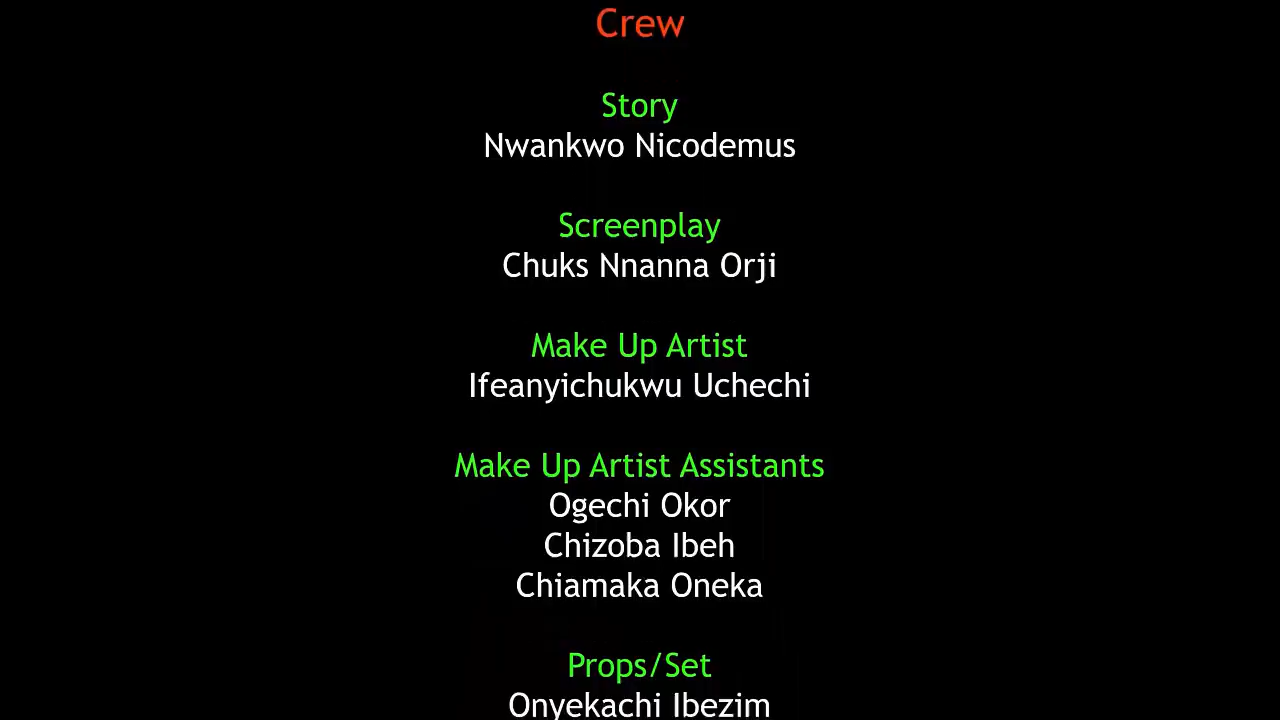 Crew
Story
Nwankwo Nicodemus
Screenplay
Chuks Nnanna Orji
Make Up Artist
Ifeanyichukwu Uchechi
Make Up Artist Assistants
Ogechi Okor
Chizoba Ibeh
Chiamaka Oneka
Props/Set
Onyekachi Ibezim